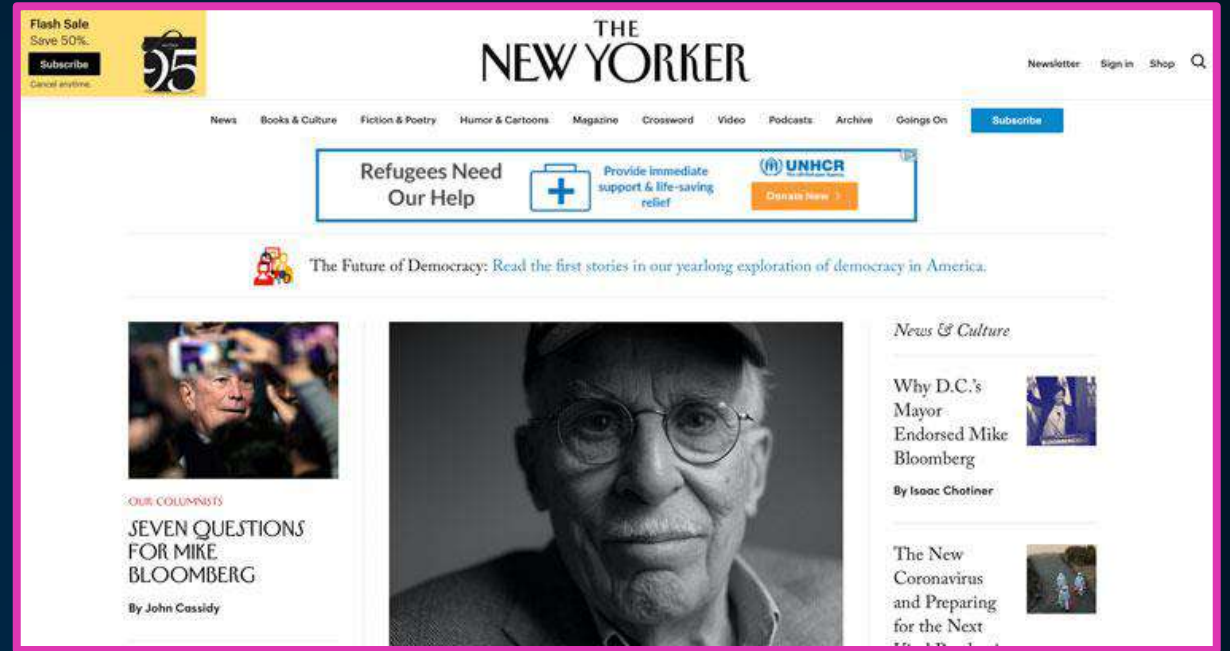 Flash Sale
Save 50%.
Subscribe
Cancel anytime.
95
THE
NEW YORKER
Newsletter Sign in Shop
News Books & Culture Fiction & Poetry Humor & Cartoons Magazine Crossword Video Podcasts Archive Goings On Subscribe
Refugees Need
Our Help
Provide immediate
support & life-saving
relief
UNHCR
The UN Refugee Agency
Donate Now
The Future of Democracy: Read the first stories in our yearlong exploration of democracy in America.
OUR COLUMNISTS
SEVEN QUESTIONS
FOR MIKE
BLOOMBERG
By John Cassidy
News & Culture
Why D.C.'s
Mayor
Endorsed Mike
Bloomberg
By Isaac Chotiner
The New
Coronavirus
and Preparing
for the Next